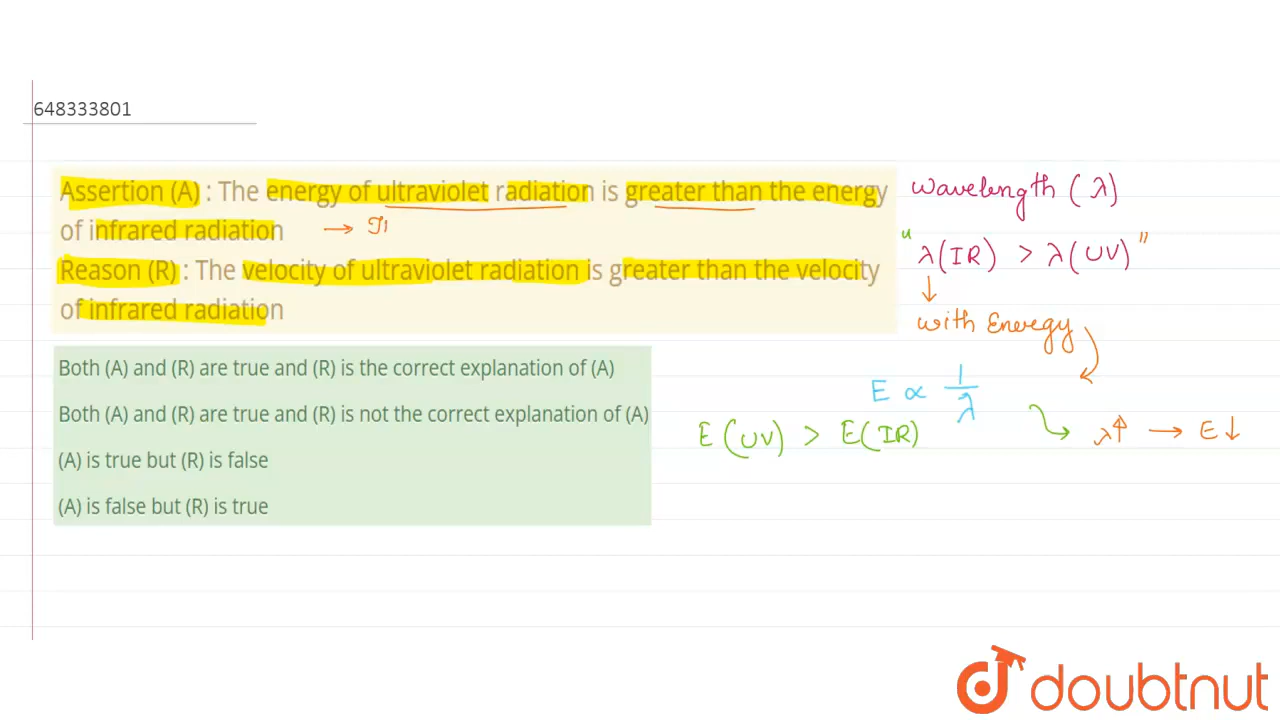 648333801
Assertion (A) : The energy of ultraviolet radiation is greater than the energy
of infrared radiation → Tr
Reason (R) : The velocity of ultraviolet radiation is greater than the velocity
of infrared radiation
Wavelength (λ)
" λ(IR) > λ(UV) "
↓
with Energy
E ∝ 1/λ
E(UV) > E(IR)
λ↑ → E↓
Both (A) and (R) are true and (R) is the correct explanation of (A)
Both (A) and (R) are true and (R) is not the correct explanation of (A)
(A) is true but (R) is false
(A) is false but (R) is true
doubtnut